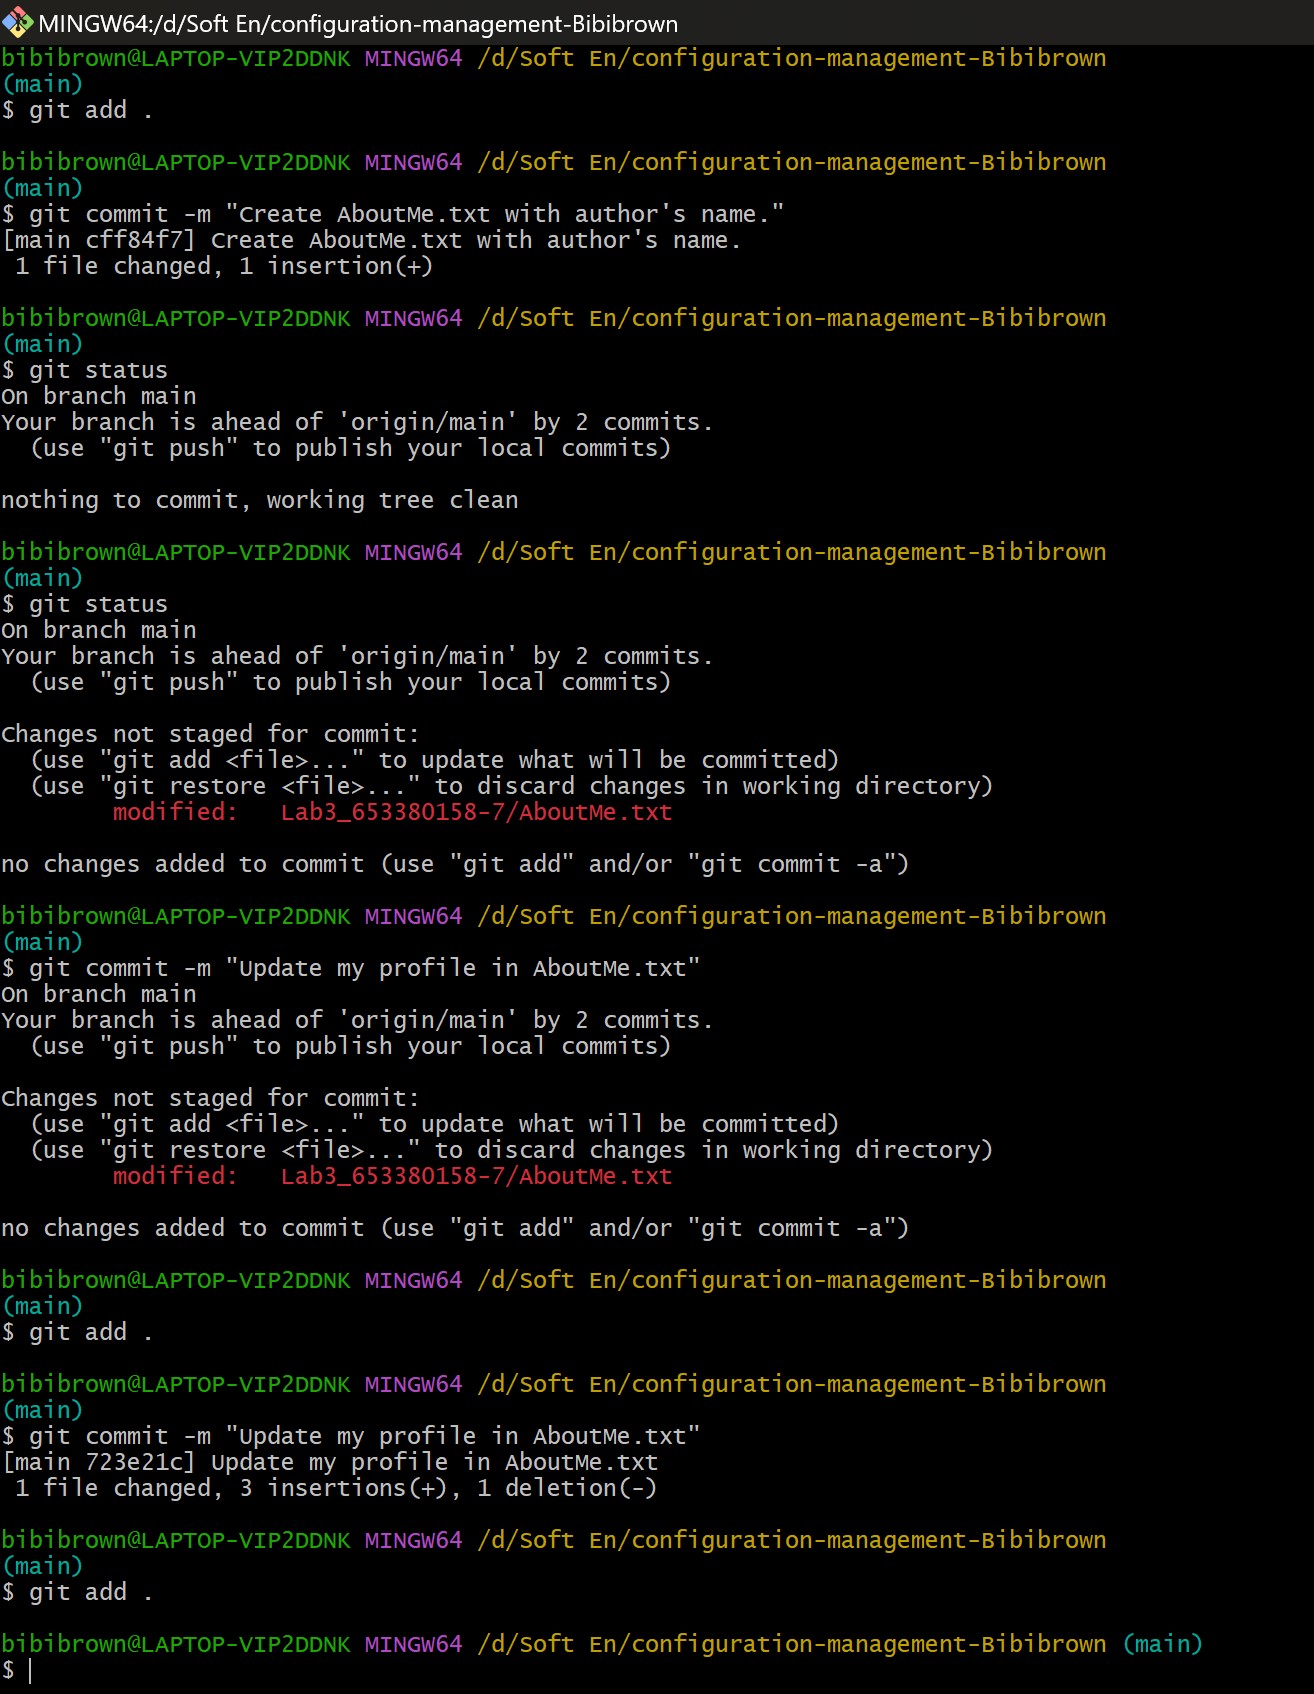 MINGW64:/d/Soft En/configuration-management-Bibibrown
bibibrown@LAPTOP-VIP2DDNK MINGW64 /d/Soft En/configuration-management-Bibibrown
(main)
$ git add .
bibibrown@LAPTOP-VIP2DDNK MINGW64 /d/Soft En/configuration-management-Bibibrown
(main)
$ git commit -m "Create AboutMe.txt with author's name."
[main cff84f7] Create AboutMe.txt with author's name.
 1 file changed, 1 insertion(+)
bibibrown@LAPTOP-VIP2DDNK MINGW64 /d/Soft En/configuration-management-Bibibrown
(main)
$ git status
On branch main
Your branch is ahead of 'origin/main' by 2 commits.
  (use "git push" to publish your local commits)
nothing to commit, working tree clean
bibibrown@LAPTOP-VIP2DDNK MINGW64 /d/Soft En/configuration-management-Bibibrown
(main)
$ git status
On branch main
Your branch is ahead of 'origin/main' by 2 commits.
  (use "git push" to publish your local commits)
Changes not staged for commit:
  (use "git add <file>..." to update what will be committed)
  (use "git restore <file>..." to discard changes in working directory)
        modified:   Lab3_653380158-7/AboutMe.txt
no changes added to commit (use "git add" and/or "git commit -a")
bibibrown@LAPTOP-VIP2DDNK MINGW64 /d/Soft En/configuration-management-Bibibrown
(main)
$ git commit -m "Update my profile in AboutMe.txt"
On branch main
Your branch is ahead of 'origin/main' by 2 commits.
  (use "git push" to publish your local commits)
Changes not staged for commit:
  (use "git add <file>..." to update what will be committed)
  (use "git restore <file>..." to discard changes in working directory)
        modified:   Lab3_653380158-7/AboutMe.txt
no changes added to commit (use "git add" and/or "git commit -a")
bibibrown@LAPTOP-VIP2DDNK MINGW64 /d/Soft En/configuration-management-Bibibrown
(main)
$ git add .
bibibrown@LAPTOP-VIP2DDNK MINGW64 /d/Soft En/configuration-management-Bibibrown
(main)
$ git commit -m "Update my profile in AboutMe.txt"
[main 723e21c] Update my profile in AboutMe.txt
 1 file changed, 3 insertions(+), 1 deletion(-)
bibibrown@LAPTOP-VIP2DDNK MINGW64 /d/Soft En/configuration-management-Bibibrown
(main)
$ git add .
bibibrown@LAPTOP-VIP2DDNK MINGW64 /d/Soft En/configuration-management-Bibibrown (main)
$